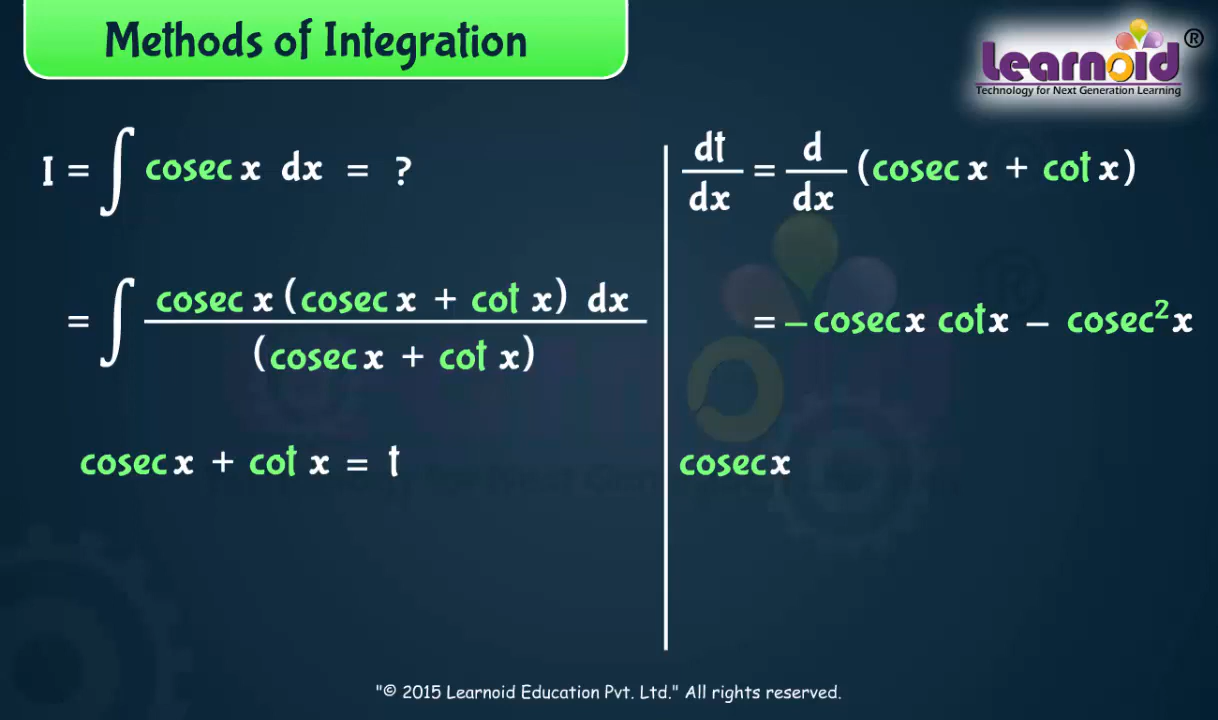 Methods of Integration
Learnoid®
Technology for Next Generation Learning
I = ∫ cosec x dx = ?
= ∫ cosec x (cosec x + cot x) dx / (cosec x + cot x)
cosec x + cot x = t
dt/dx = d/dx (cosec x + cot x)
= – cosec x cot x – cosec² x
cosec x
"© 2015 Learnoid Education Pvt. Ltd." All rights reserved.